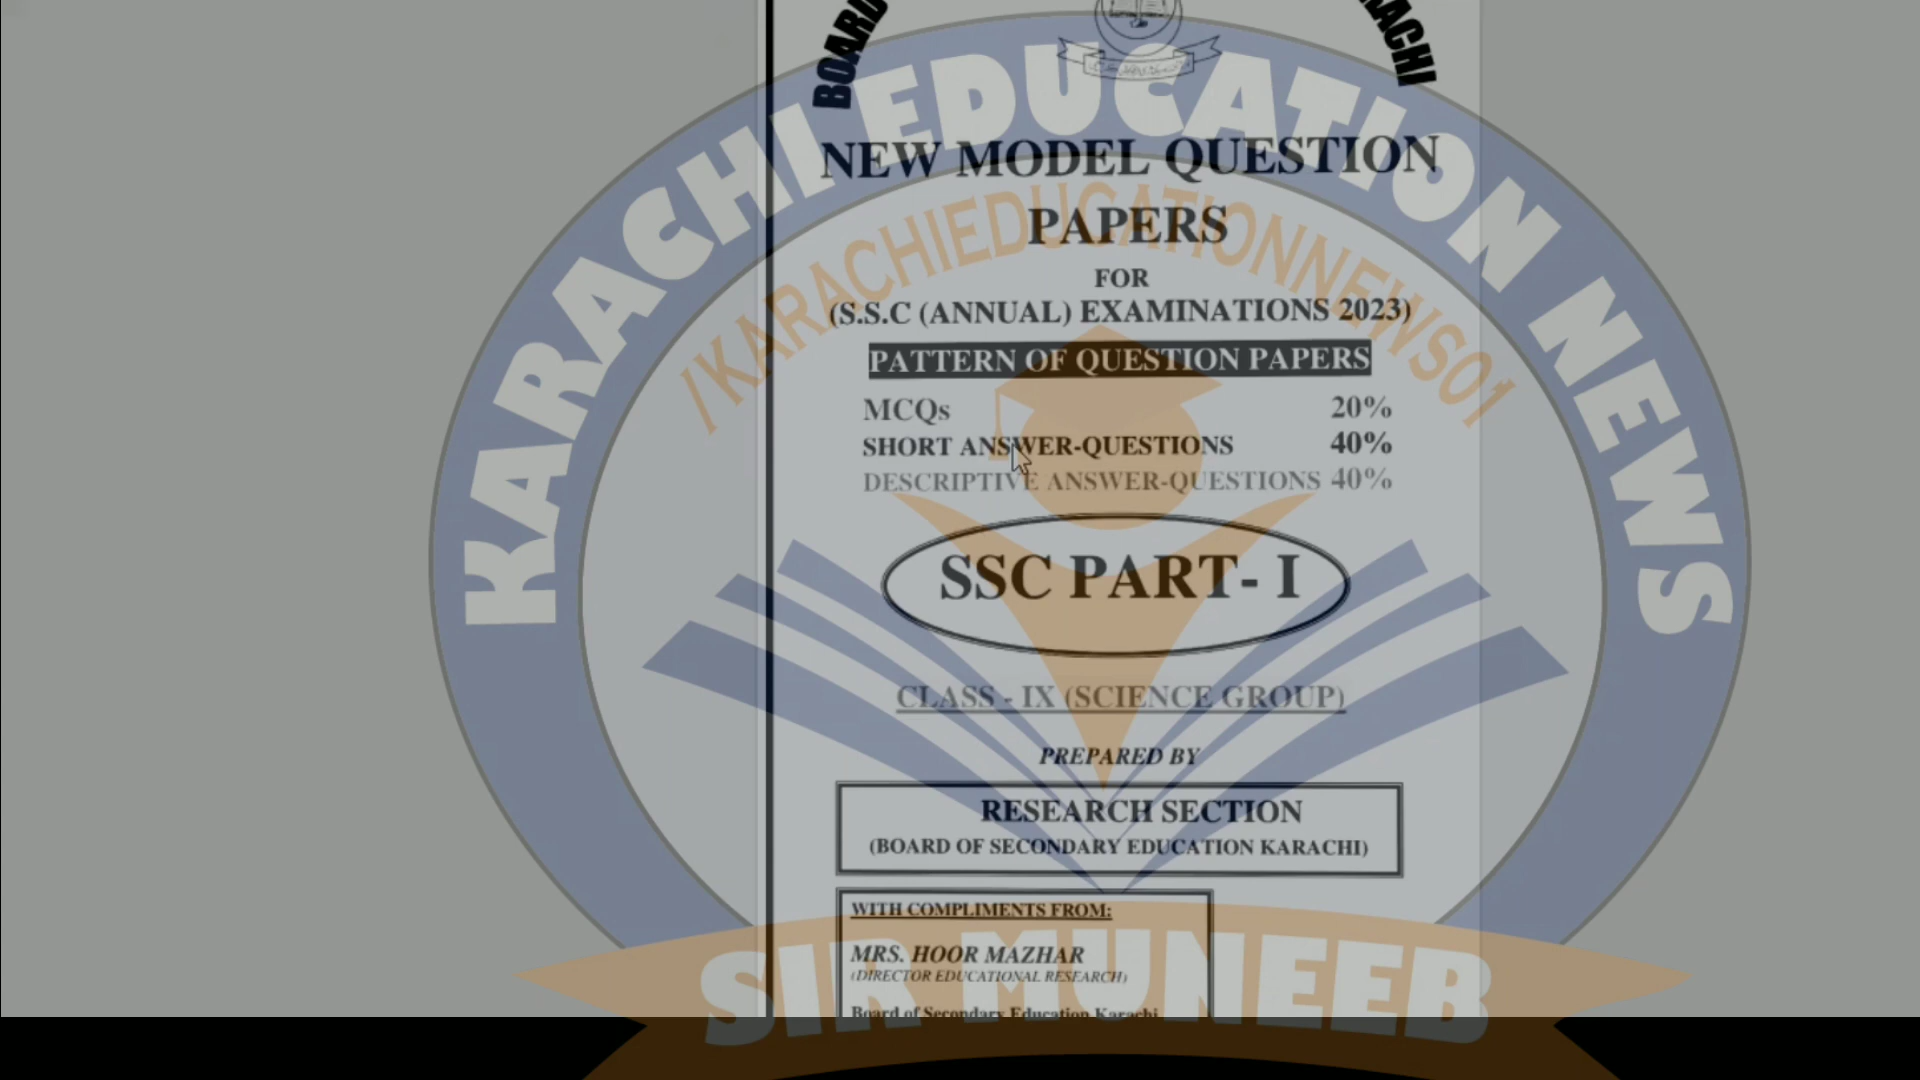 BOARD
KARACHI EDUCATION NEWS
NEW MODEL QUESTION
PAPERS
/KARACHIEDUCATIONNEWS01
FOR
(S.S.C (ANNUAL) EXAMINATIONS 2023)
PATTERN OF QUESTION PAPERS
MCQs 20%
SHORT ANSWER-QUESTIONS 40%
DESCRIPTIVE ANSWER-QUESTIONS 40%
SSC PART- I
CLASS - IX (SCIENCE GROUP)
PREPARED BY
RESEARCH SECTION
(BOARD OF SECONDARY EDUCATION KARACHI)
WITH COMPLIMENTS FROM:
MRS. HOOR MAZHAR
(DIRECTOR EDUCATIONAL RESEARCH)
Board of Secondary Education Karachi
SIR MUNEEB